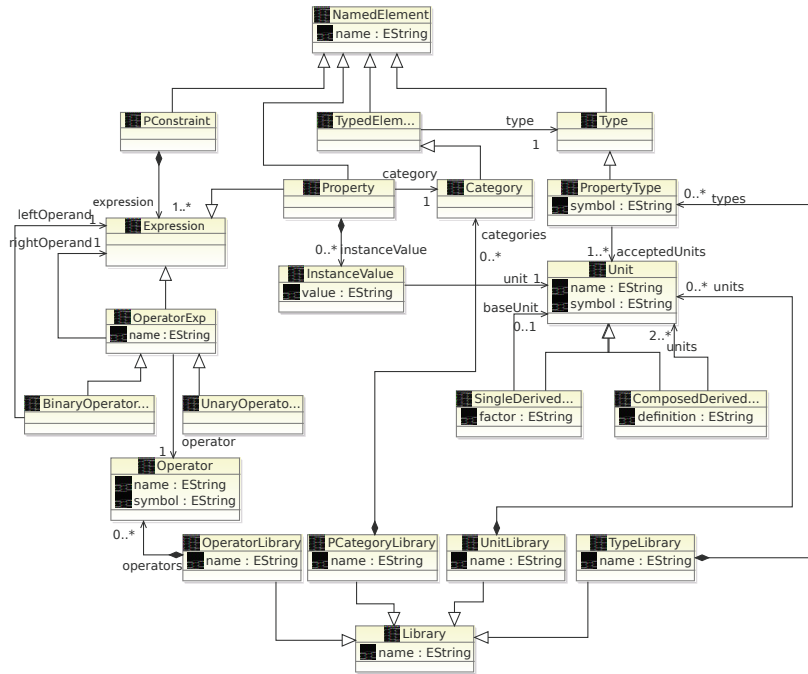 NamedElement
name : EString
PConstraint
TypedElem...
type
1
Type
category
1
Property
Category
PropertyType
symbol : EString
0..* types
expression
1..*
leftOperand
1
rightOperand 1
Expression
categories
0..*
1..* acceptedUnits
0..* instanceValue
InstanceValue
value : EString
unit 1
Unit
name : EString
symbol : EString
0..* units
baseUnit
0..1
2..*
units
OperatorExp
name : EString
BinaryOperator...
UnaryOperato...
SingleDerived...
factor : EString
ComposedDerived...
definition : EString
operator
1
Operator
name : EString
symbol : EString
0..*
operators
OperatorLibrary
name : EString
PCategoryLibrary
name : EString
UnitLibrary
name : EString
TypeLibrary
name : EString
Library
name : EString